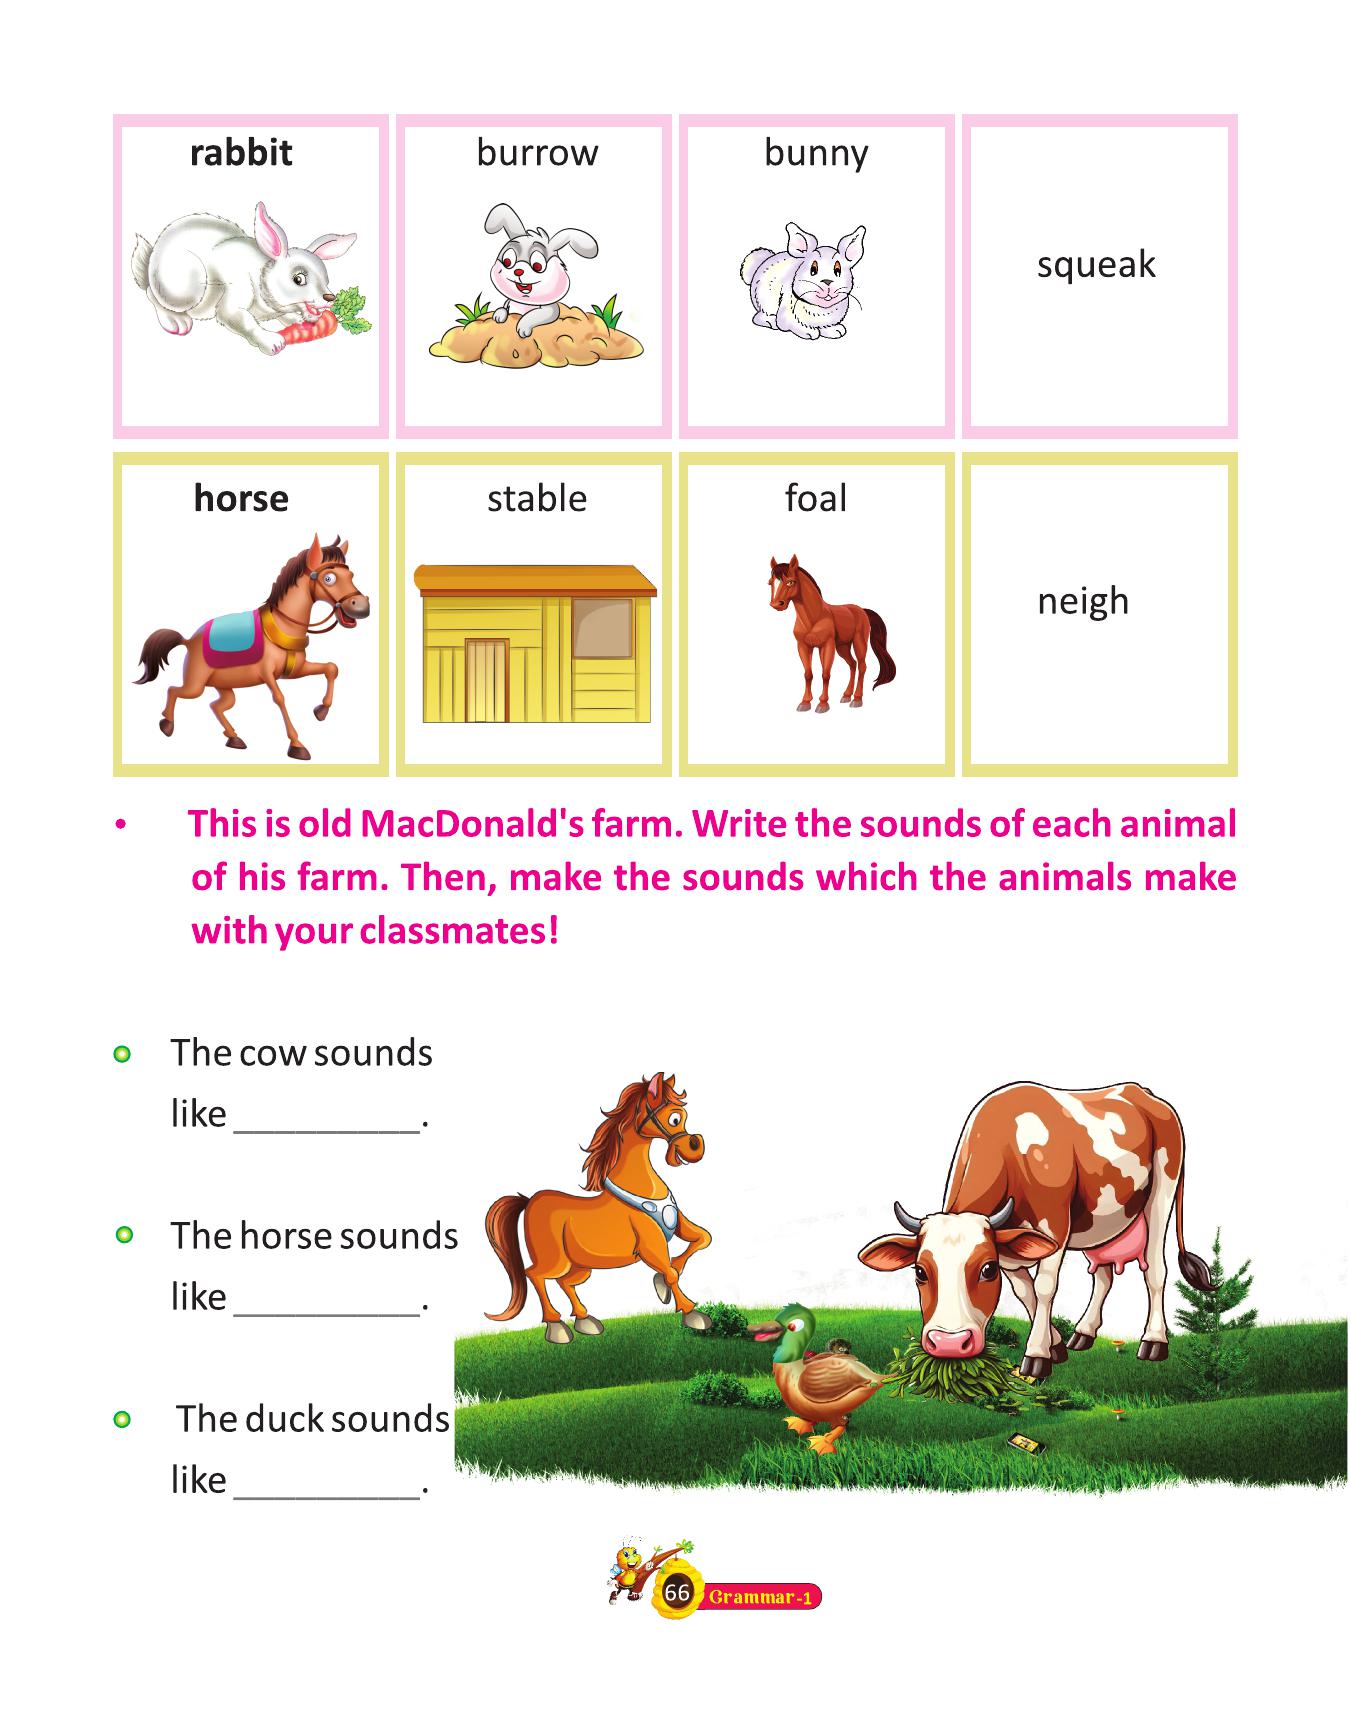 rabbit burrow bunny
squeak
horse stable foal
neigh
• This is old MacDonald's farm. Write the sounds of each animal
of his farm. Then, make the sounds which the animals make
with your classmates!
The cow sounds
like _________.
The horse sounds
like _________.
The duck sounds
like _________.
66 Grammar-1